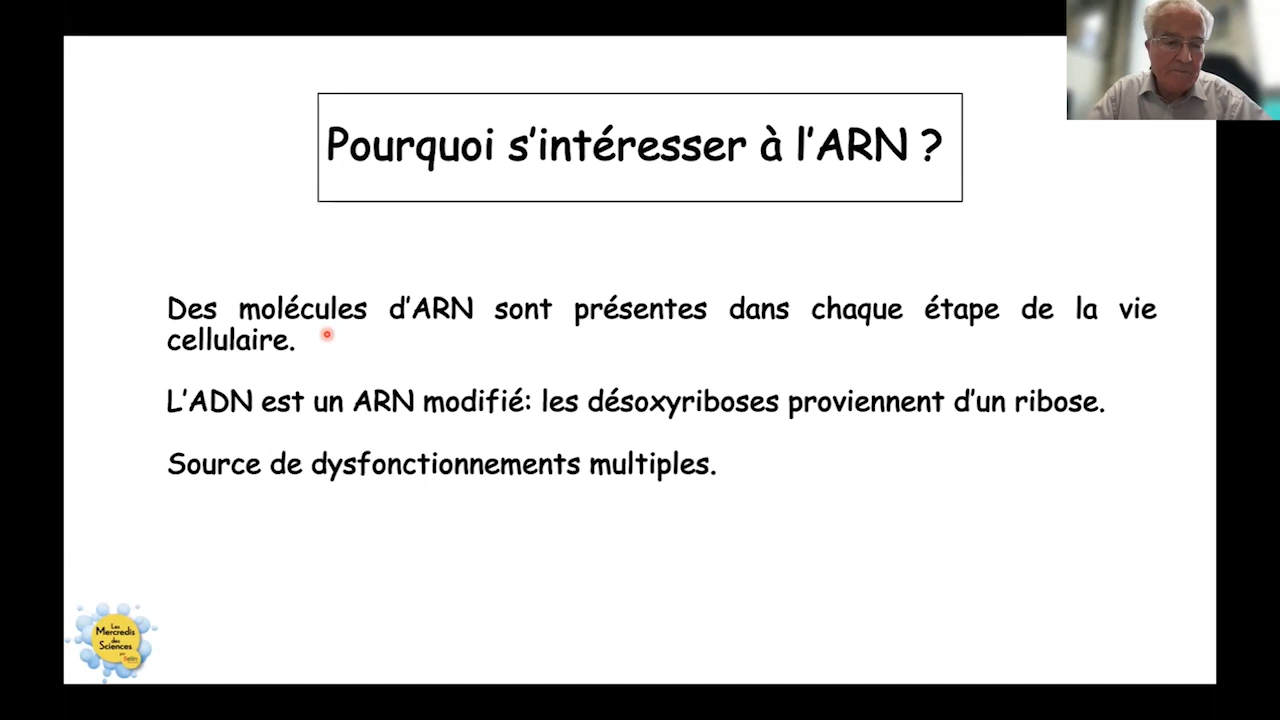 Pourquoi s'intéresser à l'ARN ?
Des molécules d'ARN sont présentes dans chaque étape de la vie
cellulaire.
L'ADN est un ARN modifié: les désoxyriboses proviennent d'un ribose.
Source de dysfonctionnements multiples.
Les
Mercredis
des
Sciences